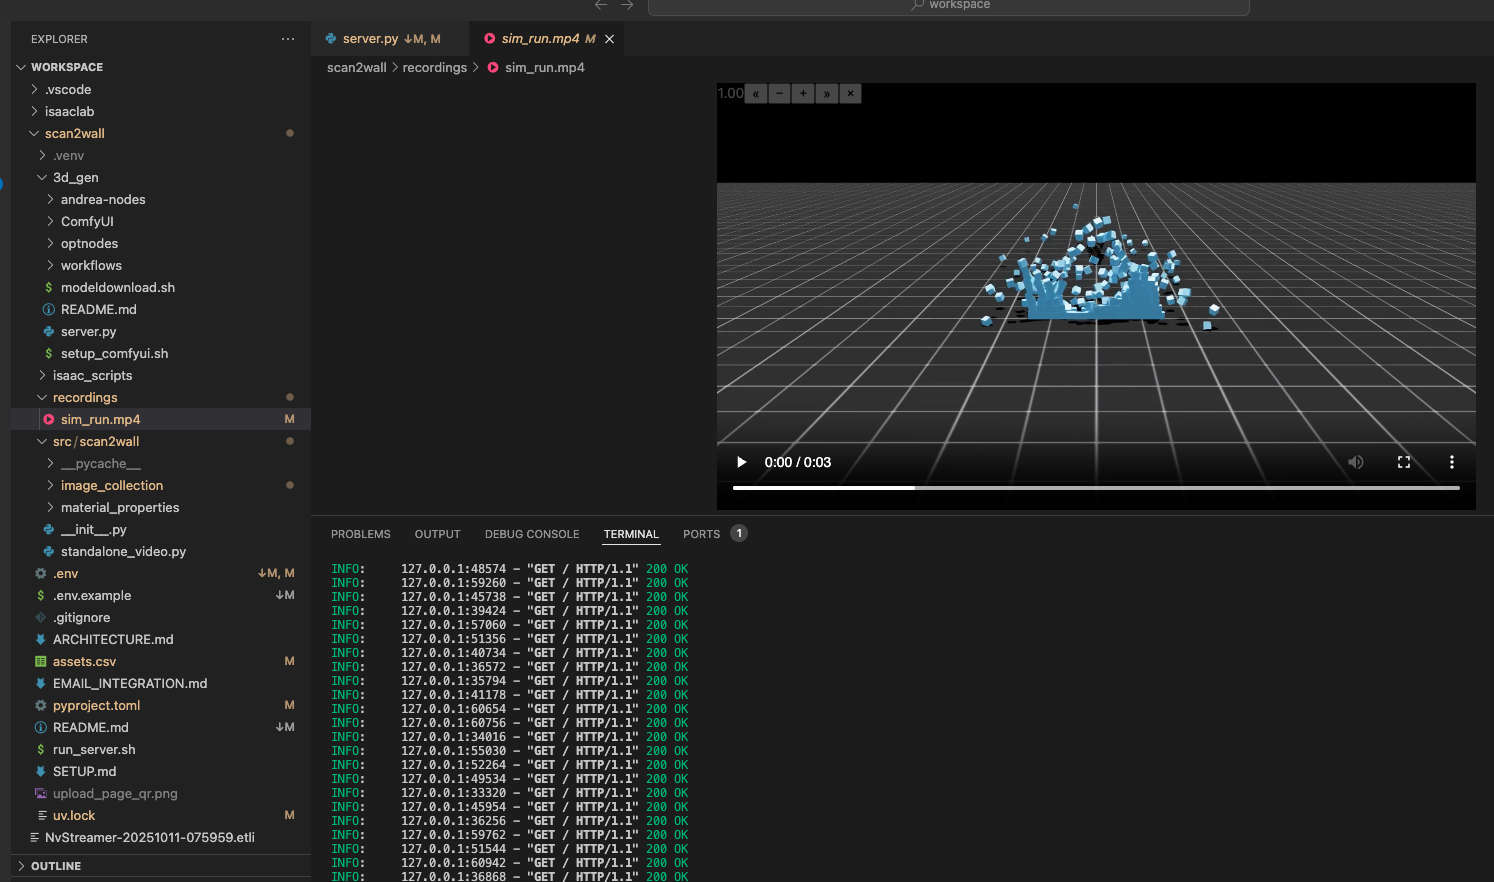 workspace
EXPLORER
server.py ↓M, M
sim_run.mp4 M
WORKSPACE
scan2wall > recordings > sim_run.mp4
.vscode
isaaclab
scan2wall
.venv
3d_gen
andrea-nodes
ComfyUI
optnodes
workflows
$ modeldownload.sh
README.md
server.py
$ setup_comfyui.sh
isaac_scripts
recordings
sim_run.mp4 M
src/scan2wall
__pycache__
image_collection
material_properties
__init__.py
standalone_video.py
.env ↓M, M
$ .env.example ↓M
.gitignore
ARCHITECTURE.md
assets.csv M
EMAIL_INTEGRATION.md
pyproject.toml M
README.md ↓M
$ run_server.sh
SETUP.md
upload_page_qr.png
uv.lock M
NvStreamer-20251011-075959.etli
OUTLINE
1.00 « − + » ×
0:00 / 0:03
PROBLEMS OUTPUT DEBUG CONSOLE TERMINAL PORTS 1
INFO: 127.0.0.1:48574 - "GET / HTTP/1.1" 200 OK
INFO: 127.0.0.1:59260 - "GET / HTTP/1.1" 200 OK
INFO: 127.0.0.1:45738 - "GET / HTTP/1.1" 200 OK
INFO: 127.0.0.1:39424 - "GET / HTTP/1.1" 200 OK
INFO: 127.0.0.1:57060 - "GET / HTTP/1.1" 200 OK
INFO: 127.0.0.1:51356 - "GET / HTTP/1.1" 200 OK
INFO: 127.0.0.1:40734 - "GET / HTTP/1.1" 200 OK
INFO: 127.0.0.1:36572 - "GET / HTTP/1.1" 200 OK
INFO: 127.0.0.1:35794 - "GET / HTTP/1.1" 200 OK
INFO: 127.0.0.1:41178 - "GET / HTTP/1.1" 200 OK
INFO: 127.0.0.1:60654 - "GET / HTTP/1.1" 200 OK
INFO: 127.0.0.1:60756 - "GET / HTTP/1.1" 200 OK
INFO: 127.0.0.1:34016 - "GET / HTTP/1.1" 200 OK
INFO: 127.0.0.1:55030 - "GET / HTTP/1.1" 200 OK
INFO: 127.0.0.1:52264 - "GET / HTTP/1.1" 200 OK
INFO: 127.0.0.1:49534 - "GET / HTTP/1.1" 200 OK
INFO: 127.0.0.1:33320 - "GET / HTTP/1.1" 200 OK
INFO: 127.0.0.1:45954 - "GET / HTTP/1.1" 200 OK
INFO: 127.0.0.1:36256 - "GET / HTTP/1.1" 200 OK
INFO: 127.0.0.1:59762 - "GET / HTTP/1.1" 200 OK
INFO: 127.0.0.1:51544 - "GET / HTTP/1.1" 200 OK
INFO: 127.0.0.1:60942 - "GET / HTTP/1.1" 200 OK
INFO: 127.0.0.1:36868 - "GET / HTTP/1.1" 200 OK